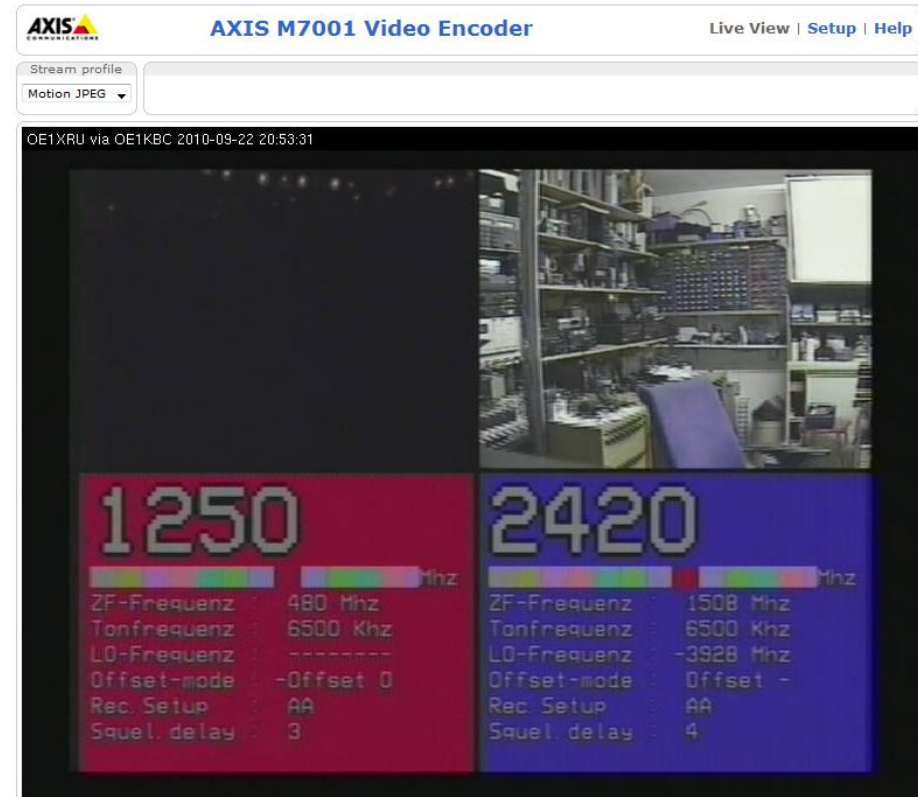 AXIS
COMMUNICATIONS
AXIS M7001 Video Encoder
Live View | Setup | Help
Stream profile
Motion JPEG
OE1XRU via OE1KBC 2010-09-22 20:53:31
1250
Mhz
ZF-Frequenz : 480 Mhz
Tonfrequenz : 6500 Khz
LO-Frequenz : --------
Offset-mode : -Offset 0
Rec. Setup : AA
Squel. delay : 3
2420
Mhz
ZF-Frequenz : 1508 Mhz
Tonfrequenz : 6500 Khz
LO-Frequenz : -3928 Mhz
Offset-mode : Offset -
Rec. Setup : AA
Squel. delay : 4